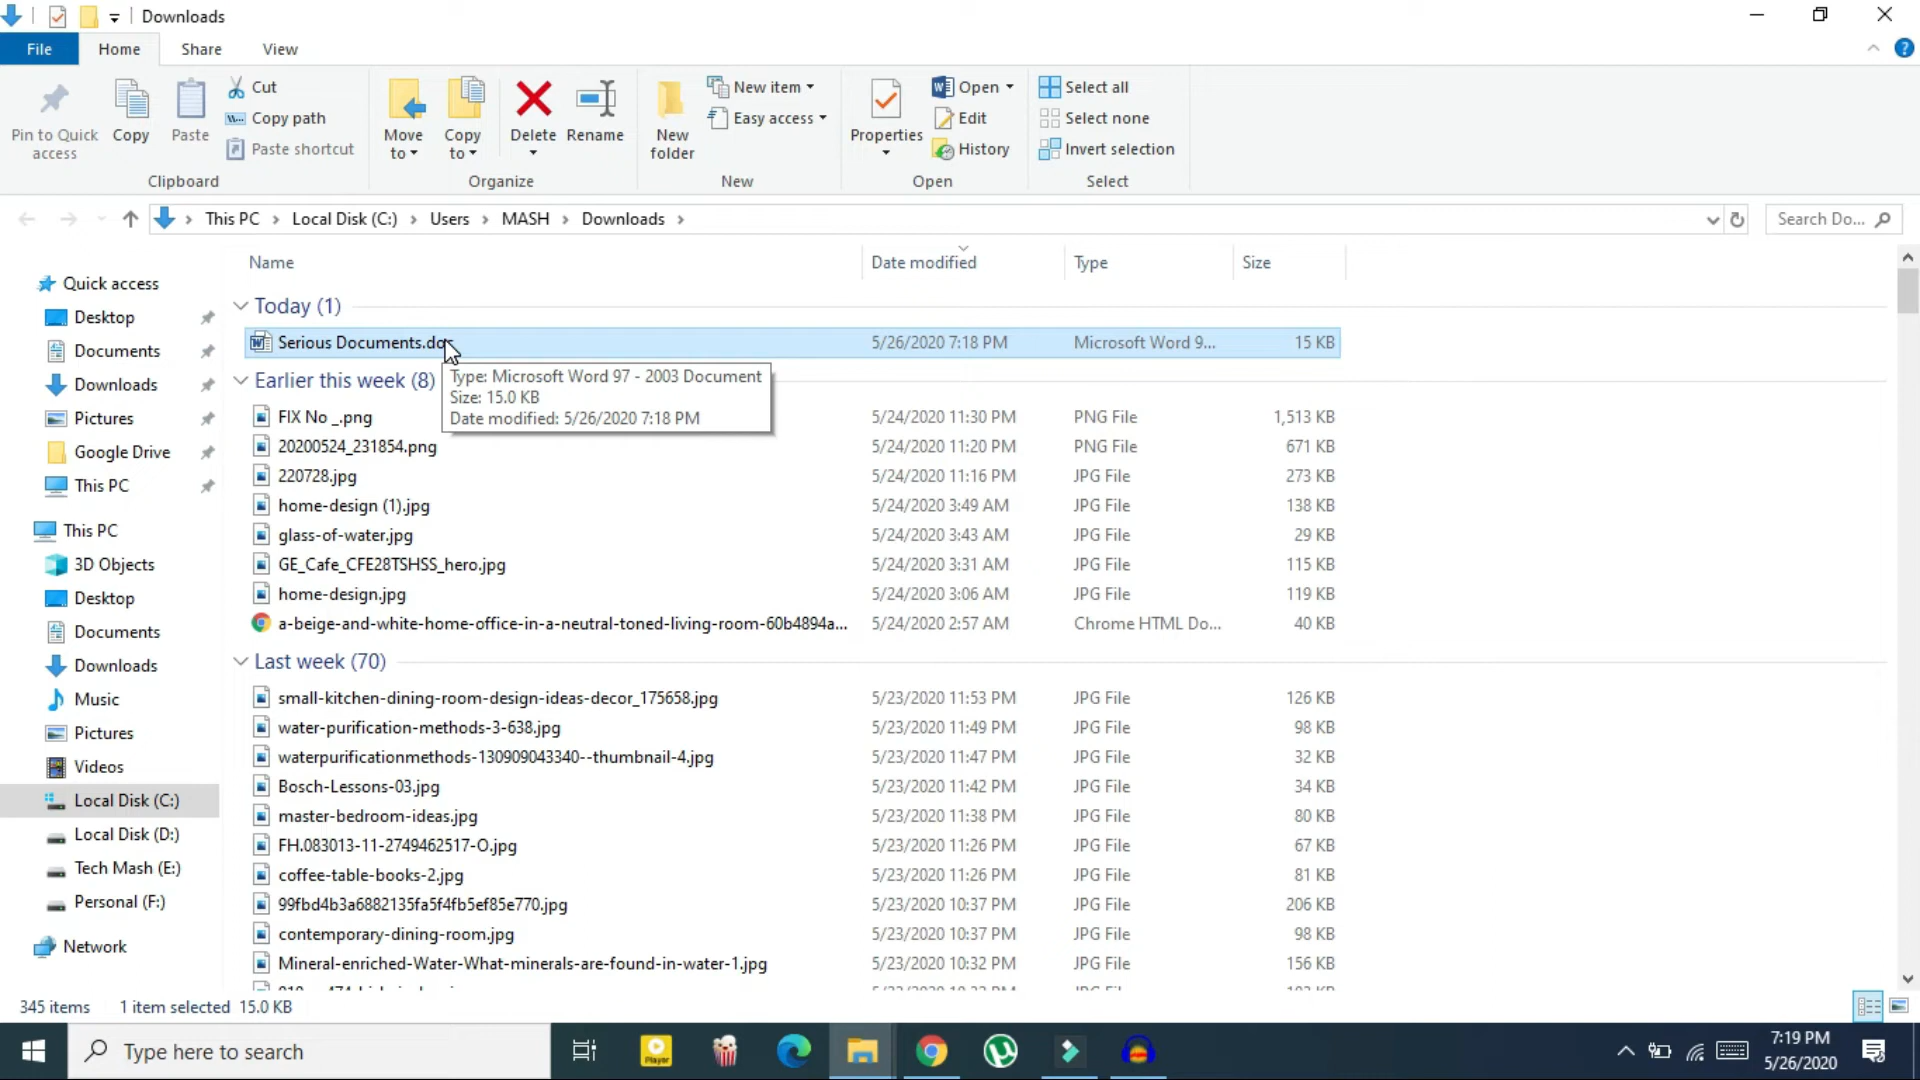 Downloads
File Home Share View
Pin to Quick access
Copy
Paste
Cut
Copy path
Paste shortcut
Clipboard
Move to
Copy to
Delete
Rename
Organize
New folder
New item
Easy access
New
Properties
Open
Edit
History
Open
Select all
Select none
Invert selection
Select
This PC > Local Disk (C:) > Users > MASH > Downloads >
Search Do...
Name Date modified Type Size
Quick access
Desktop
Documents
Downloads
Pictures
Google Drive
This PC
This PC
3D Objects
Desktop
Documents
Downloads
Music
Pictures
Videos
Local Disk (C:)
Local Disk (D:)
Tech Mash (E:)
Personal (F:)
Network
Today (1)
Serious Documents.doc 5/26/2020 7:18 PM Microsoft Word 9... 15 KB
Type: Microsoft Word 97 - 2003 Document
Size: 15.0 KB
Date modified: 5/26/2020 7:18 PM
Earlier this week (8)
FIX No _.png 5/24/2020 11:30 PM PNG File 1,513 KB
20200524_231854.png 5/24/2020 11:20 PM PNG File 671 KB
220728.jpg 5/24/2020 11:16 PM JPG File 273 KB
home-design (1).jpg 5/24/2020 3:49 AM JPG File 138 KB
glass-of-water.jpg 5/24/2020 3:43 AM JPG File 29 KB
GE_Cafe_CFE28TSHSS_hero.jpg 5/24/2020 3:31 AM JPG File 115 KB
home-design.jpg 5/24/2020 3:06 AM JPG File 119 KB
a-beige-and-white-home-office-in-a-neutral-toned-living-room-60b4894a... 5/24/2020 2:57 AM Chrome HTML Do... 40 KB
Last week (70)
small-kitchen-dining-room-design-ideas-decor_175658.jpg 5/23/2020 11:53 PM JPG File 126 KB
water-purification-methods-3-638.jpg 5/23/2020 11:49 PM JPG File 98 KB
waterpurificationmethods-130909043340--thumbnail-4.jpg 5/23/2020 11:47 PM JPG File 32 KB
Bosch-Lessons-03.jpg 5/23/2020 11:42 PM JPG File 34 KB
master-bedroom-ideas.jpg 5/23/2020 11:38 PM JPG File 80 KB
FH.083013-11-2749462517-O.jpg 5/23/2020 11:26 PM JPG File 67 KB
coffee-table-books-2.jpg 5/23/2020 11:26 PM JPG File 81 KB
99fbd4b3a6882135fa5f4fb5ef85e770.jpg 5/23/2020 10:37 PM JPG File 206 KB
contemporary-dining-room.jpg 5/23/2020 10:37 PM JPG File 98 KB
Mineral-enriched-Water-What-minerals-are-found-in-water-1.jpg 5/23/2020 10:32 PM JPG File 156 KB
345 items 1 item selected 15.0 KB
Type here to search
Player
7:19 PM
5/26/2020